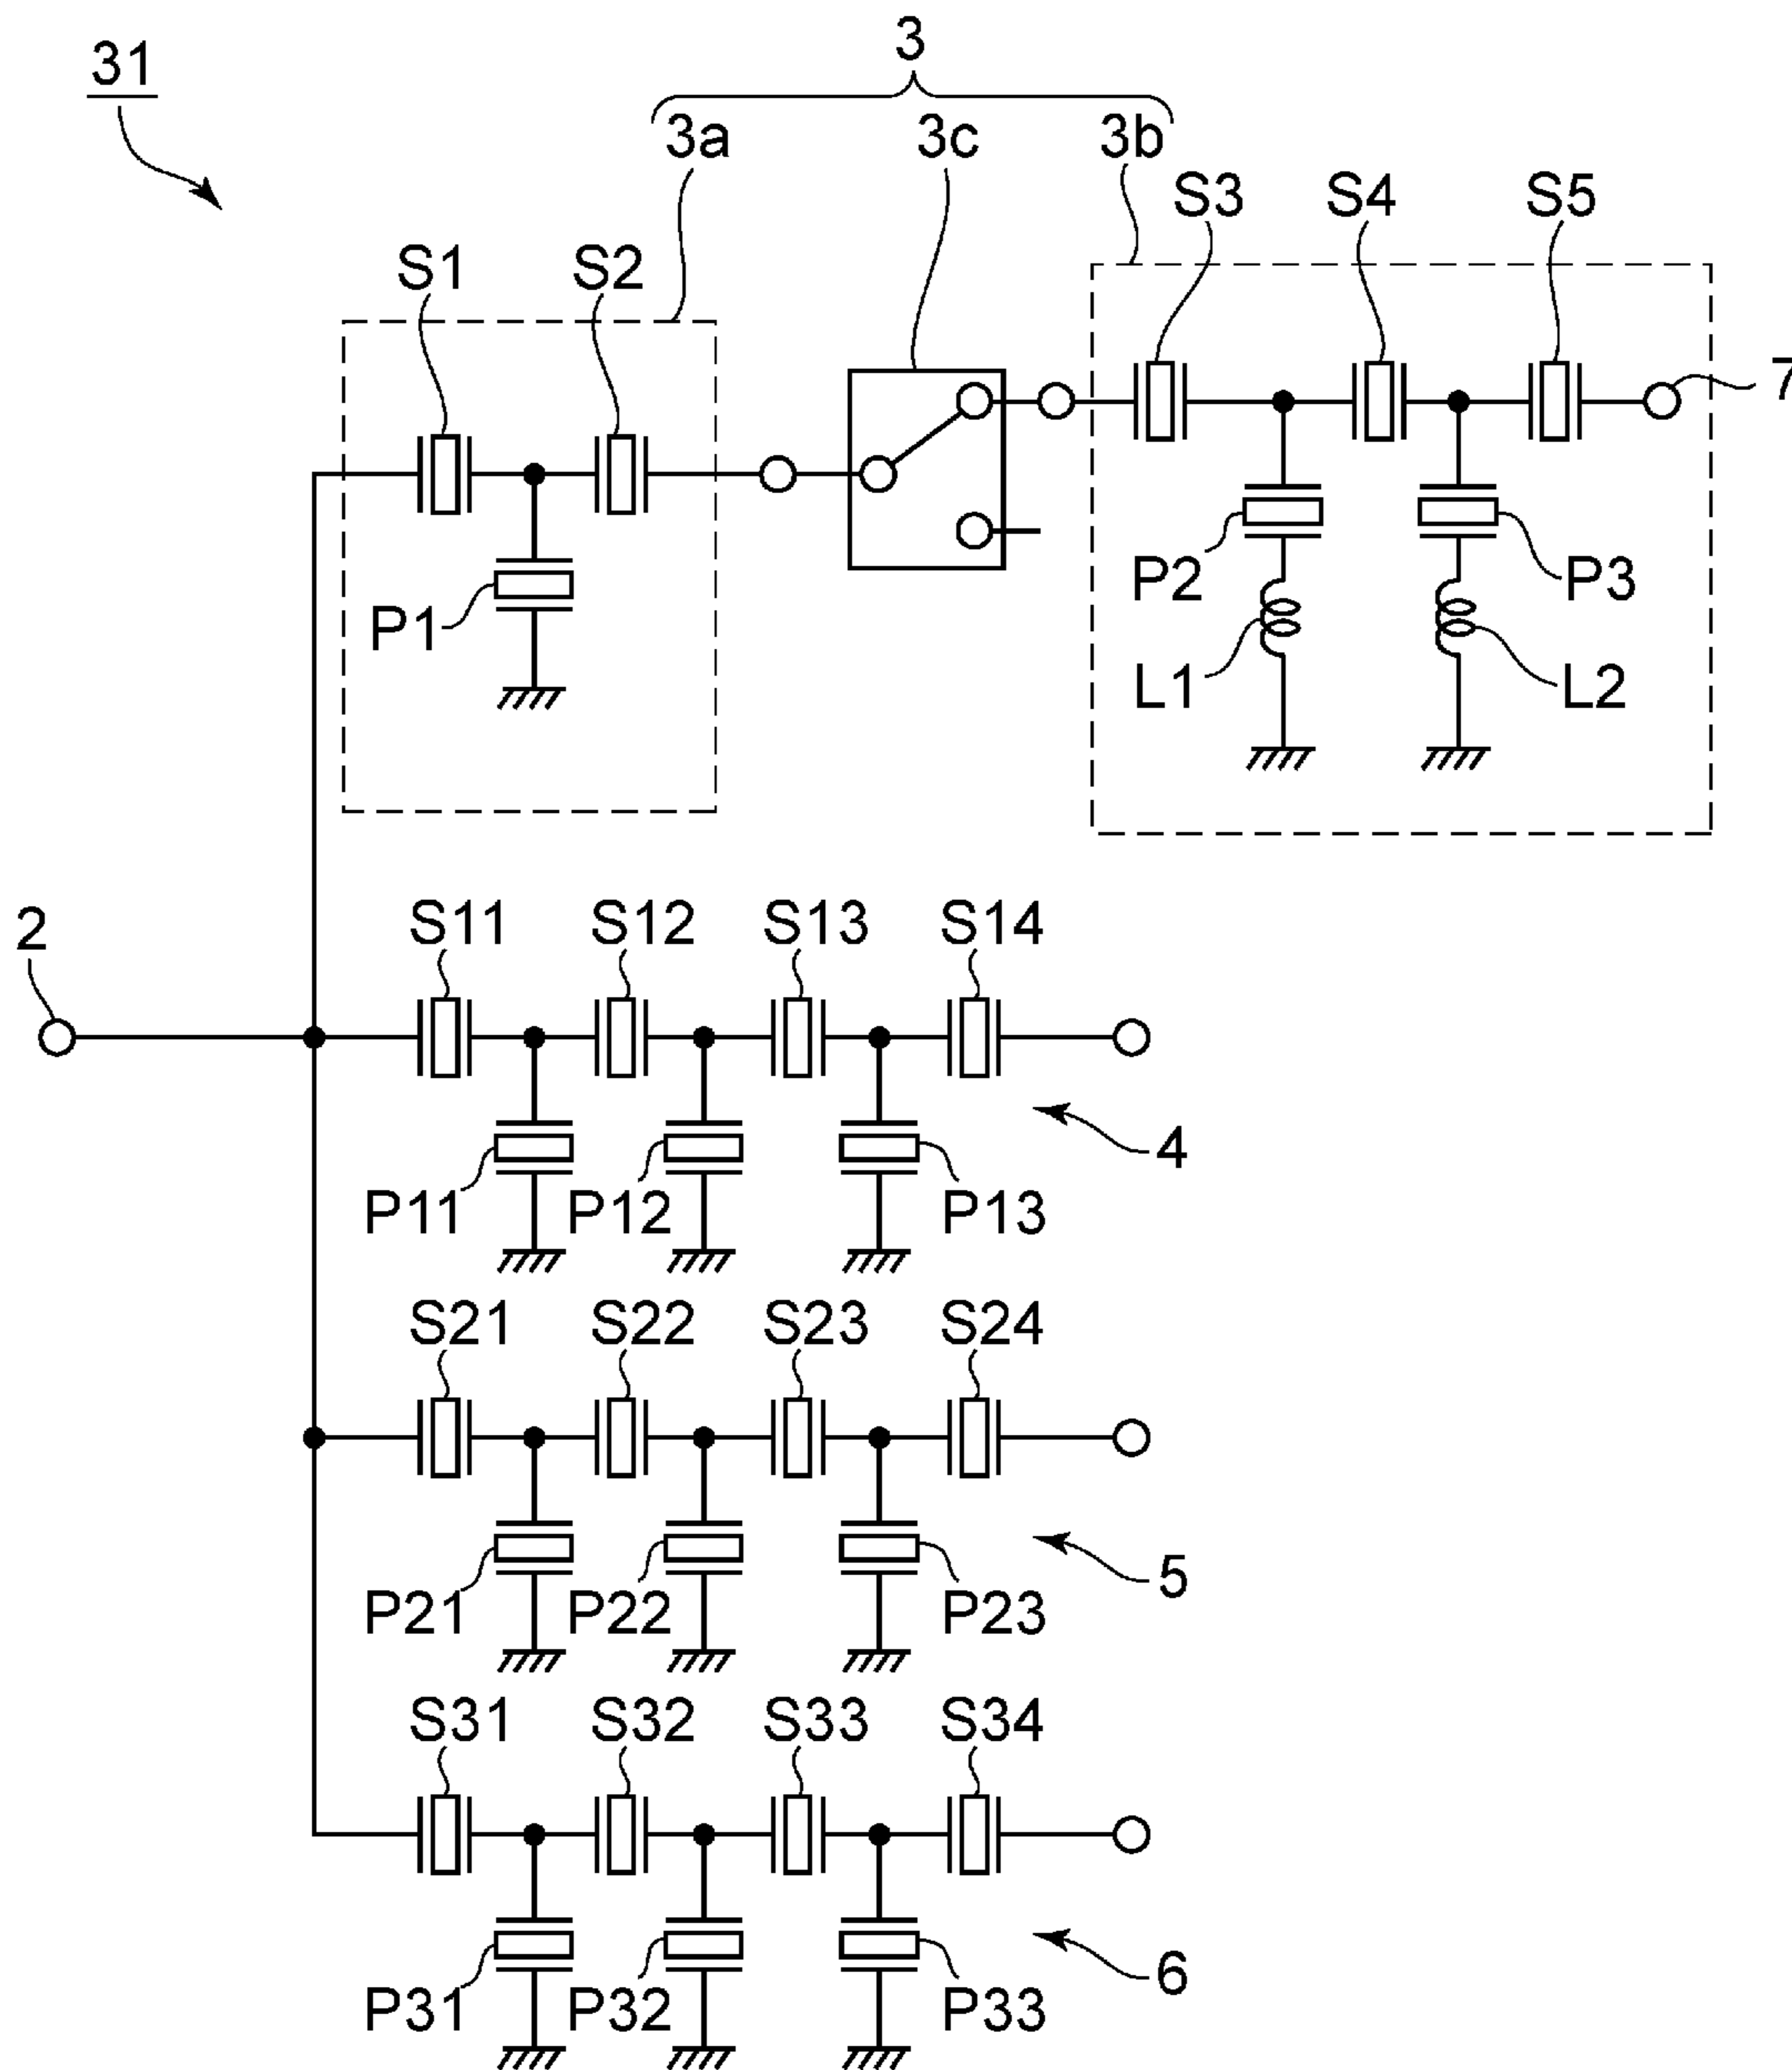 3
31
3a 3c 3b
S3 S4 S5
S1 S2
7
P2 P3
P1
L1 L2
2
S11 S12 S13 S14
4
P11 P12 P13
S21 S22 S23 S24
5
P21 P22 P23
S31 S32 S33 S34
6
P31 P32 P33